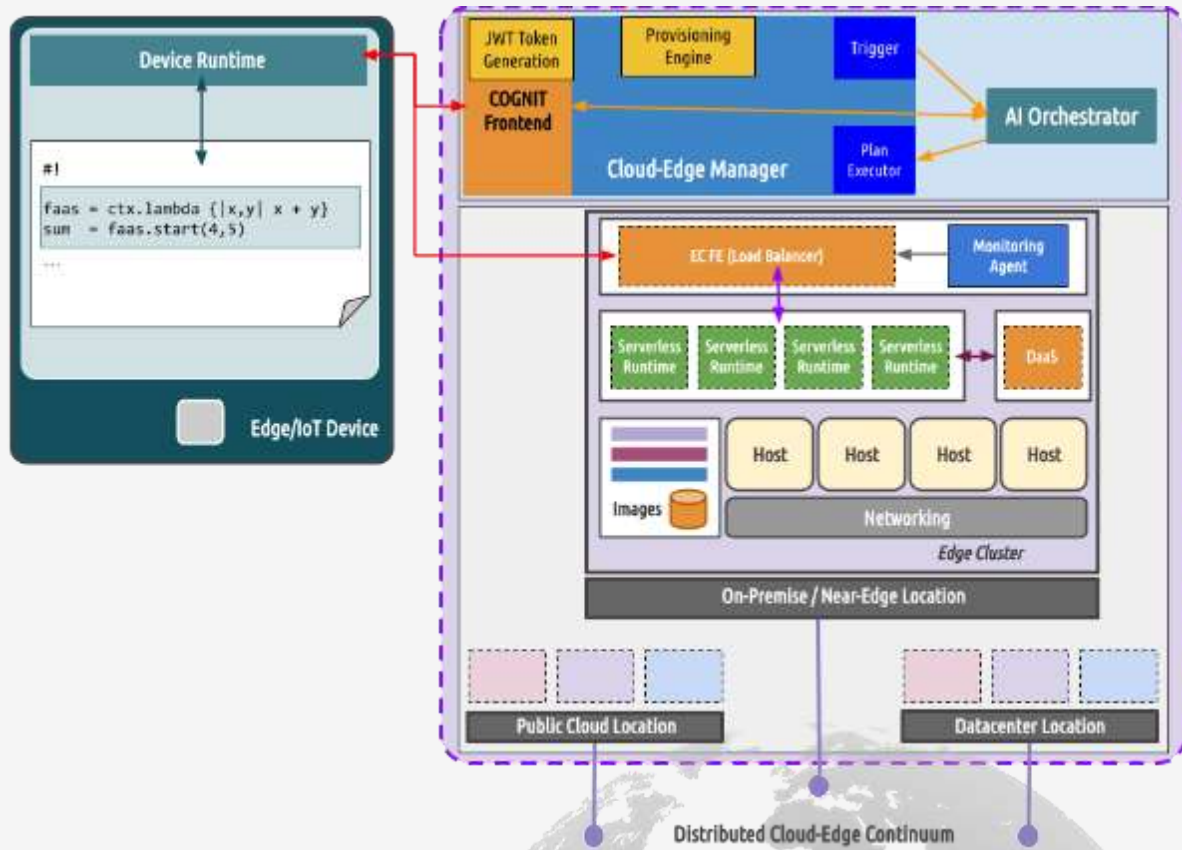 Device Runtime
#!
faas = ctx.lambda {|x,y| x + y}
sum = faas.start(4,5)
...
Edge/IoT Device
JWT Token
Generation
COGNIT
Frontend
Provisioning
Engine
Cloud-Edge Manager
Trigger
Plan
Executor
AI Orchestrator
EC FE (Load Balancer)
Monitoring
Agent
Serverless
Runtime
Serverless
Runtime
Serverless
Runtime
Serverless
Runtime
DaaS
Images
Host
Host
Host
Host
Networking
Edge Cluster
On-Premise / Near-Edge Location
Public Cloud Location
Datacenter Location
Distributed Cloud-Edge Continuum